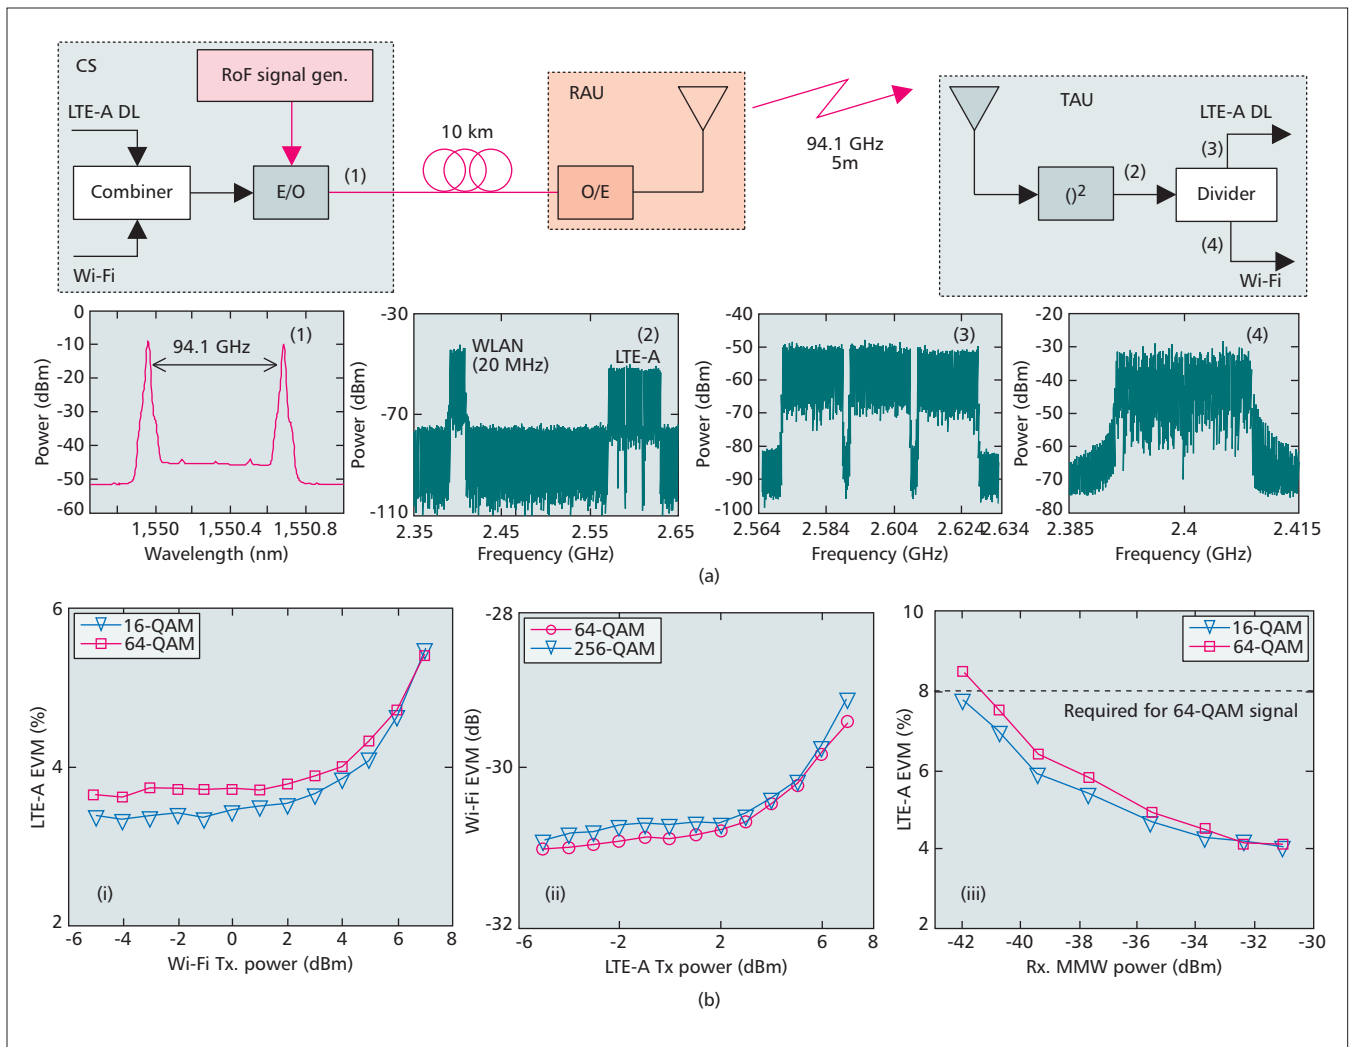 CS
RoF signal gen.
LTE-A DL
Combiner
E/O
(1)
Wi-Fi
10 km
RAU
O/E
94.1 GHz
5m
TAU
LTE-A DL
(3)
()²
(2)
Divider
(4)
Wi-Fi
Power (dBm)
0
-10
-20
-30
-40
-50
-60
94.1 GHz
(1)
1,550 1,550.4 1,550.8
Wavelength (nm)
Power (dBm)
-30
-70
-110
WLAN
(20 MHz)
(2)
LTE-A
2.35 2.45 2.55 2.65
Frequency (GHz)
Power (dBm)
-40
-50
-60
-70
-80
-90
-100
(3)
2.564 2.584 2.604 2.624 2.634
Frequency (GHz)
Power (dBm)
-20
-30
-40
-50
-60
-70
-80
(4)
2.385 2.4 2.415
Frequency (GHz)
(a)
LTE-A EVM (%)
6
4
2
16-QAM
64-QAM
(i)
-6 -4 -2 0 2 4 6 8
Wi-Fi Tx. power (dBm)
Wi-Fi EVM (dB)
-28
-30
-32
64-QAM
256-QAM
(ii)
-6 -2 2 6 8
LTE-A Tx power (dBm)
LTE-A EVM (%)
10
8
6
4
2
16-QAM
64-QAM
Required for 64-QAM signal
(iii)
-42 -40 -38 -36 -34 -32 -30
Rx. MMW power (dBm)
(b)